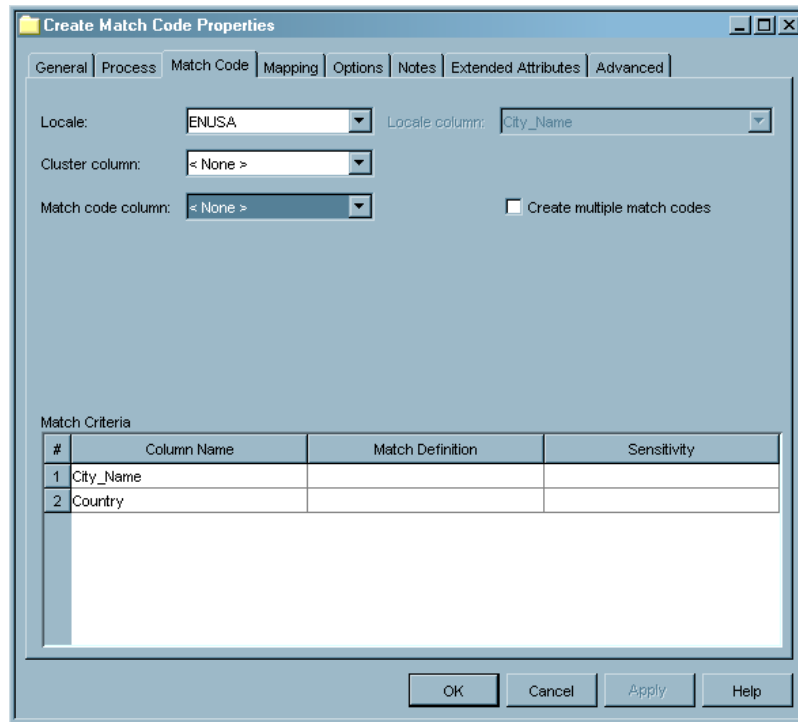 Create Match Code Properties
General Process Match Code Mapping Options Notes Extended Attributes Advanced
Locale: ENUSA Locale column: City_Name
Cluster column: < None >
Match code column: < None > Create multiple match codes
Match Criteria
# Column Name Match Definition Sensitivity
1 City_Name
2 Country
OK Cancel Apply Help